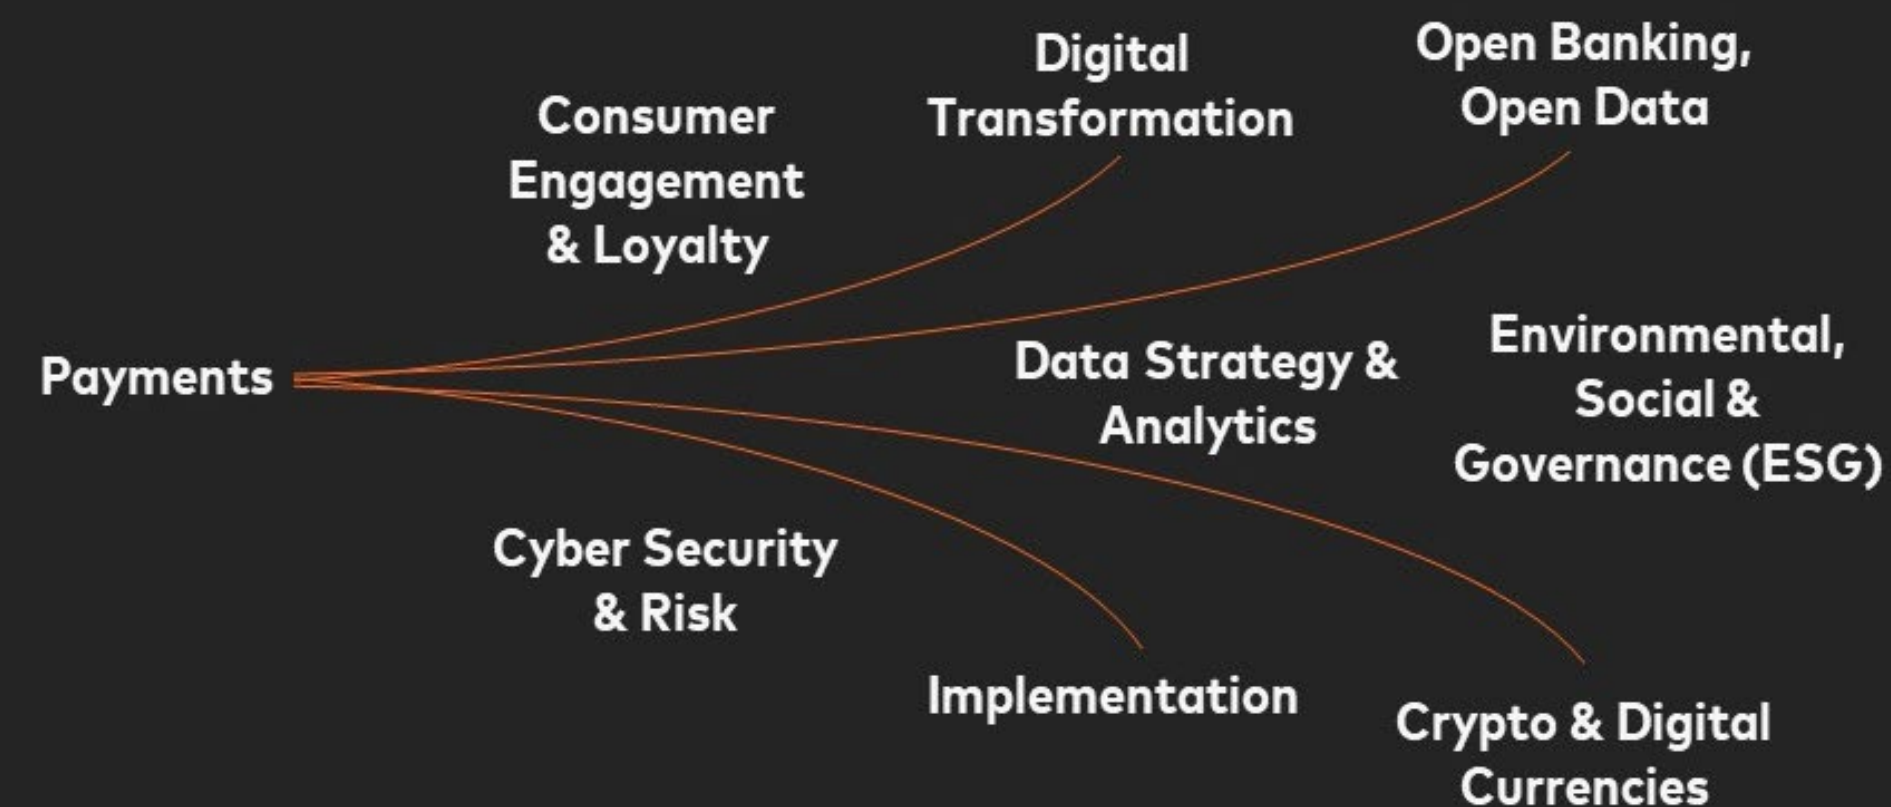 Payments
Consumer
Engagement
& Loyalty
Cyber Security
& Risk
Digital
Transformation
Data Strategy &
Analytics
Implementation
Open Banking,
Open Data
Environmental,
Social &
Governance (ESG)
Crypto & Digital
Currencies